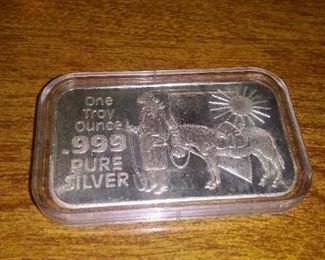 One
Troy
Ounce
.999
PURE
SILVER